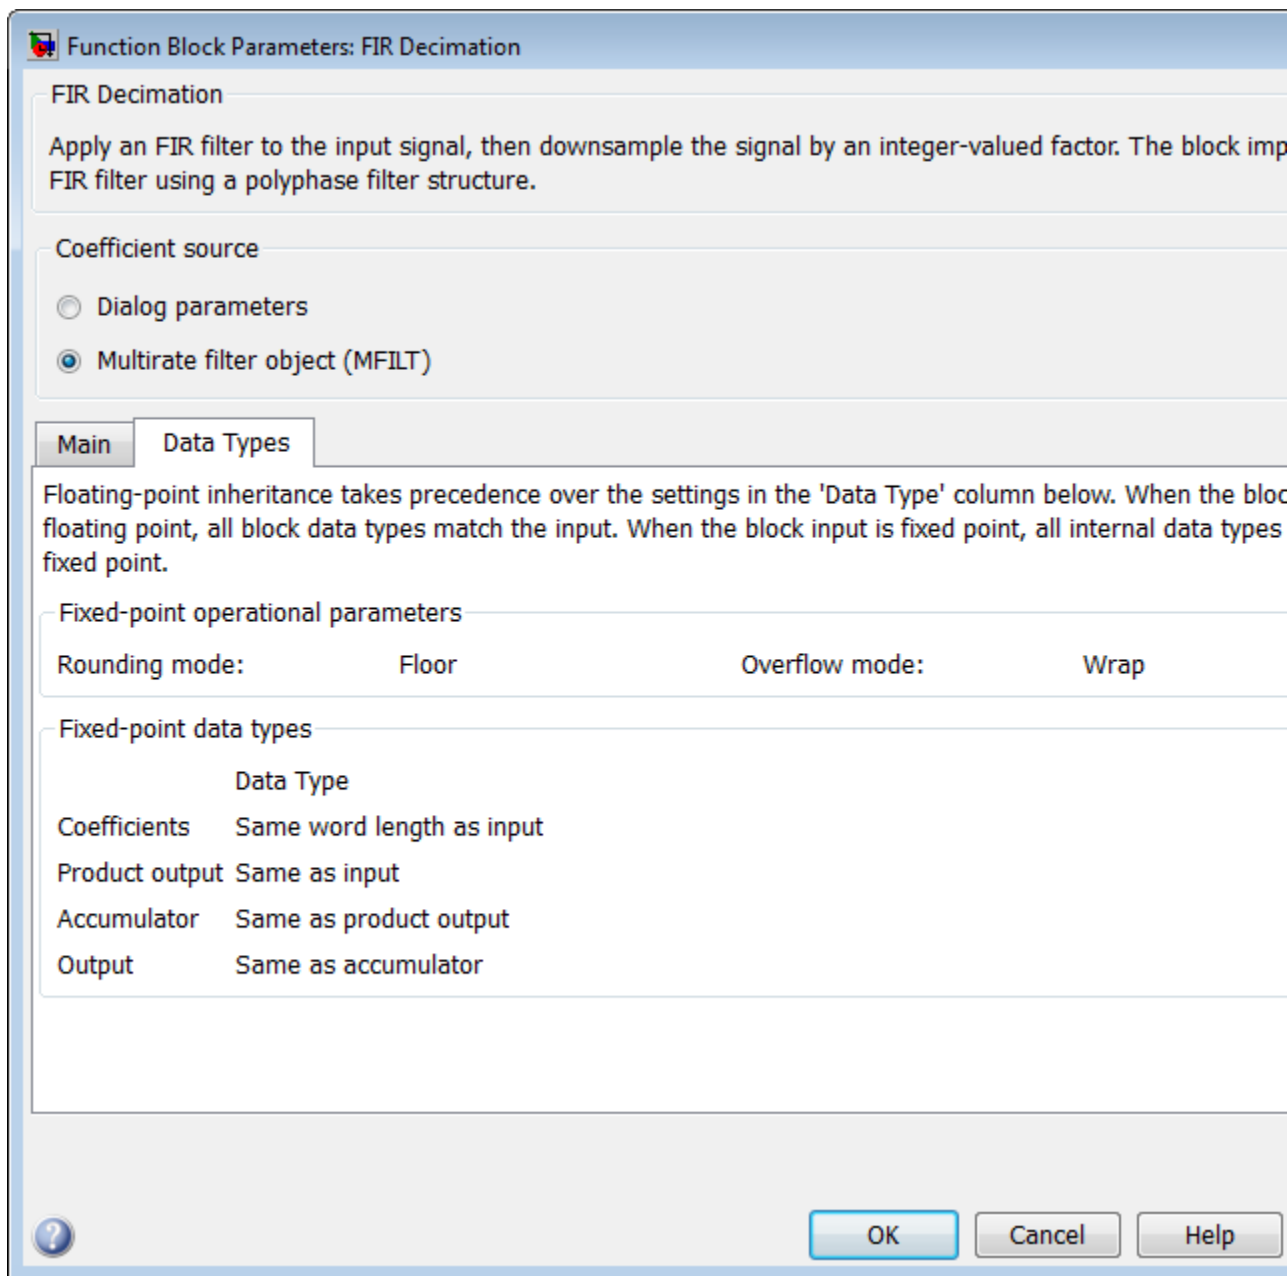 Function Block Parameters: FIR Decimation
FIR Decimation
Apply an FIR filter to the input signal, then downsample the signal by an integer-valued factor. The block
FIR filter using a polyphase filter structure.
Coefficient source
Dialog parameters
Multirate filter object (MFILT)
Main Data Types
Floating-point inheritance takes precedence over the settings in the 'Data Type' column below. When the
floating point, all block data types match the input. When the block input is fixed point, all internal data types
fixed point.
Fixed-point operational parameters
Rounding mode: Floor Overflow mode: Wrap
Fixed-point data types
Data Type
Coefficients Same word length as input
Product output Same as input
Accumulator Same as product output
Output Same as accumulator
? OK Cancel Help